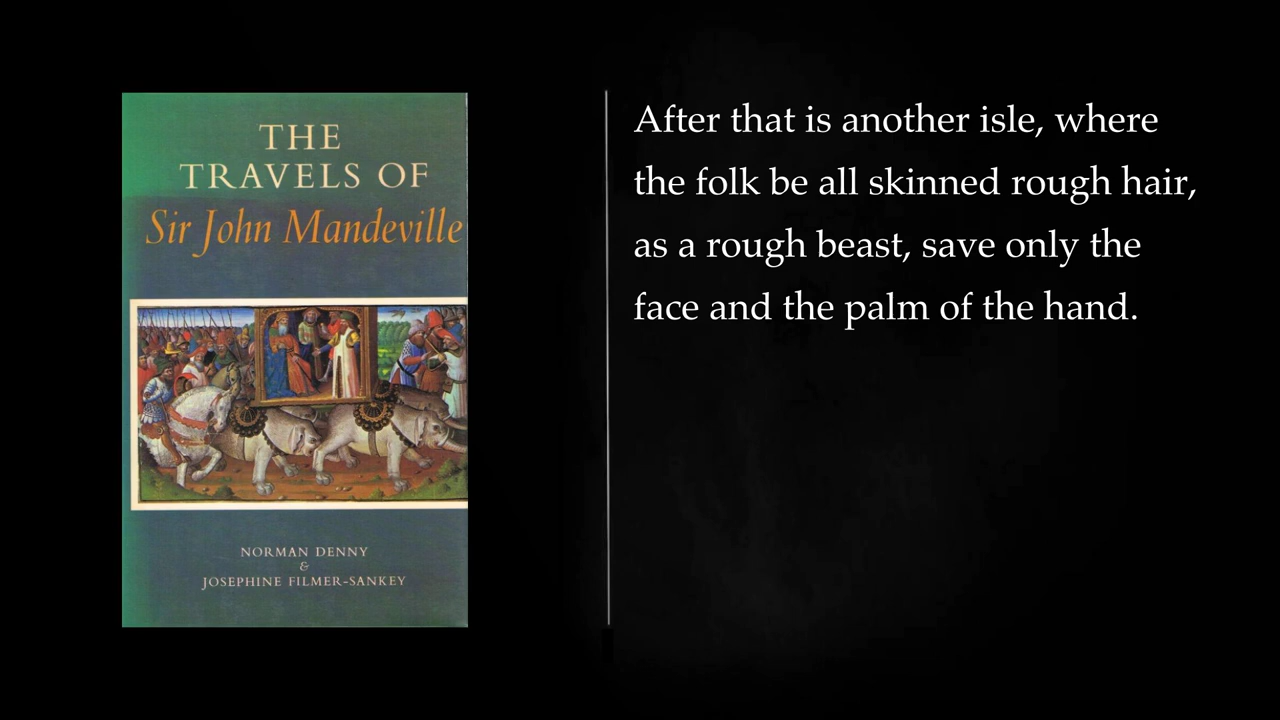 THE
TRAVELS OF
Sir John Mandeville
NORMAN DENNY
&
JOSEPHINE FILMER-SANKEY
After that is another isle, where
the folk be all skinned rough hair,
as a rough beast, save only the
face and the palm of the hand.